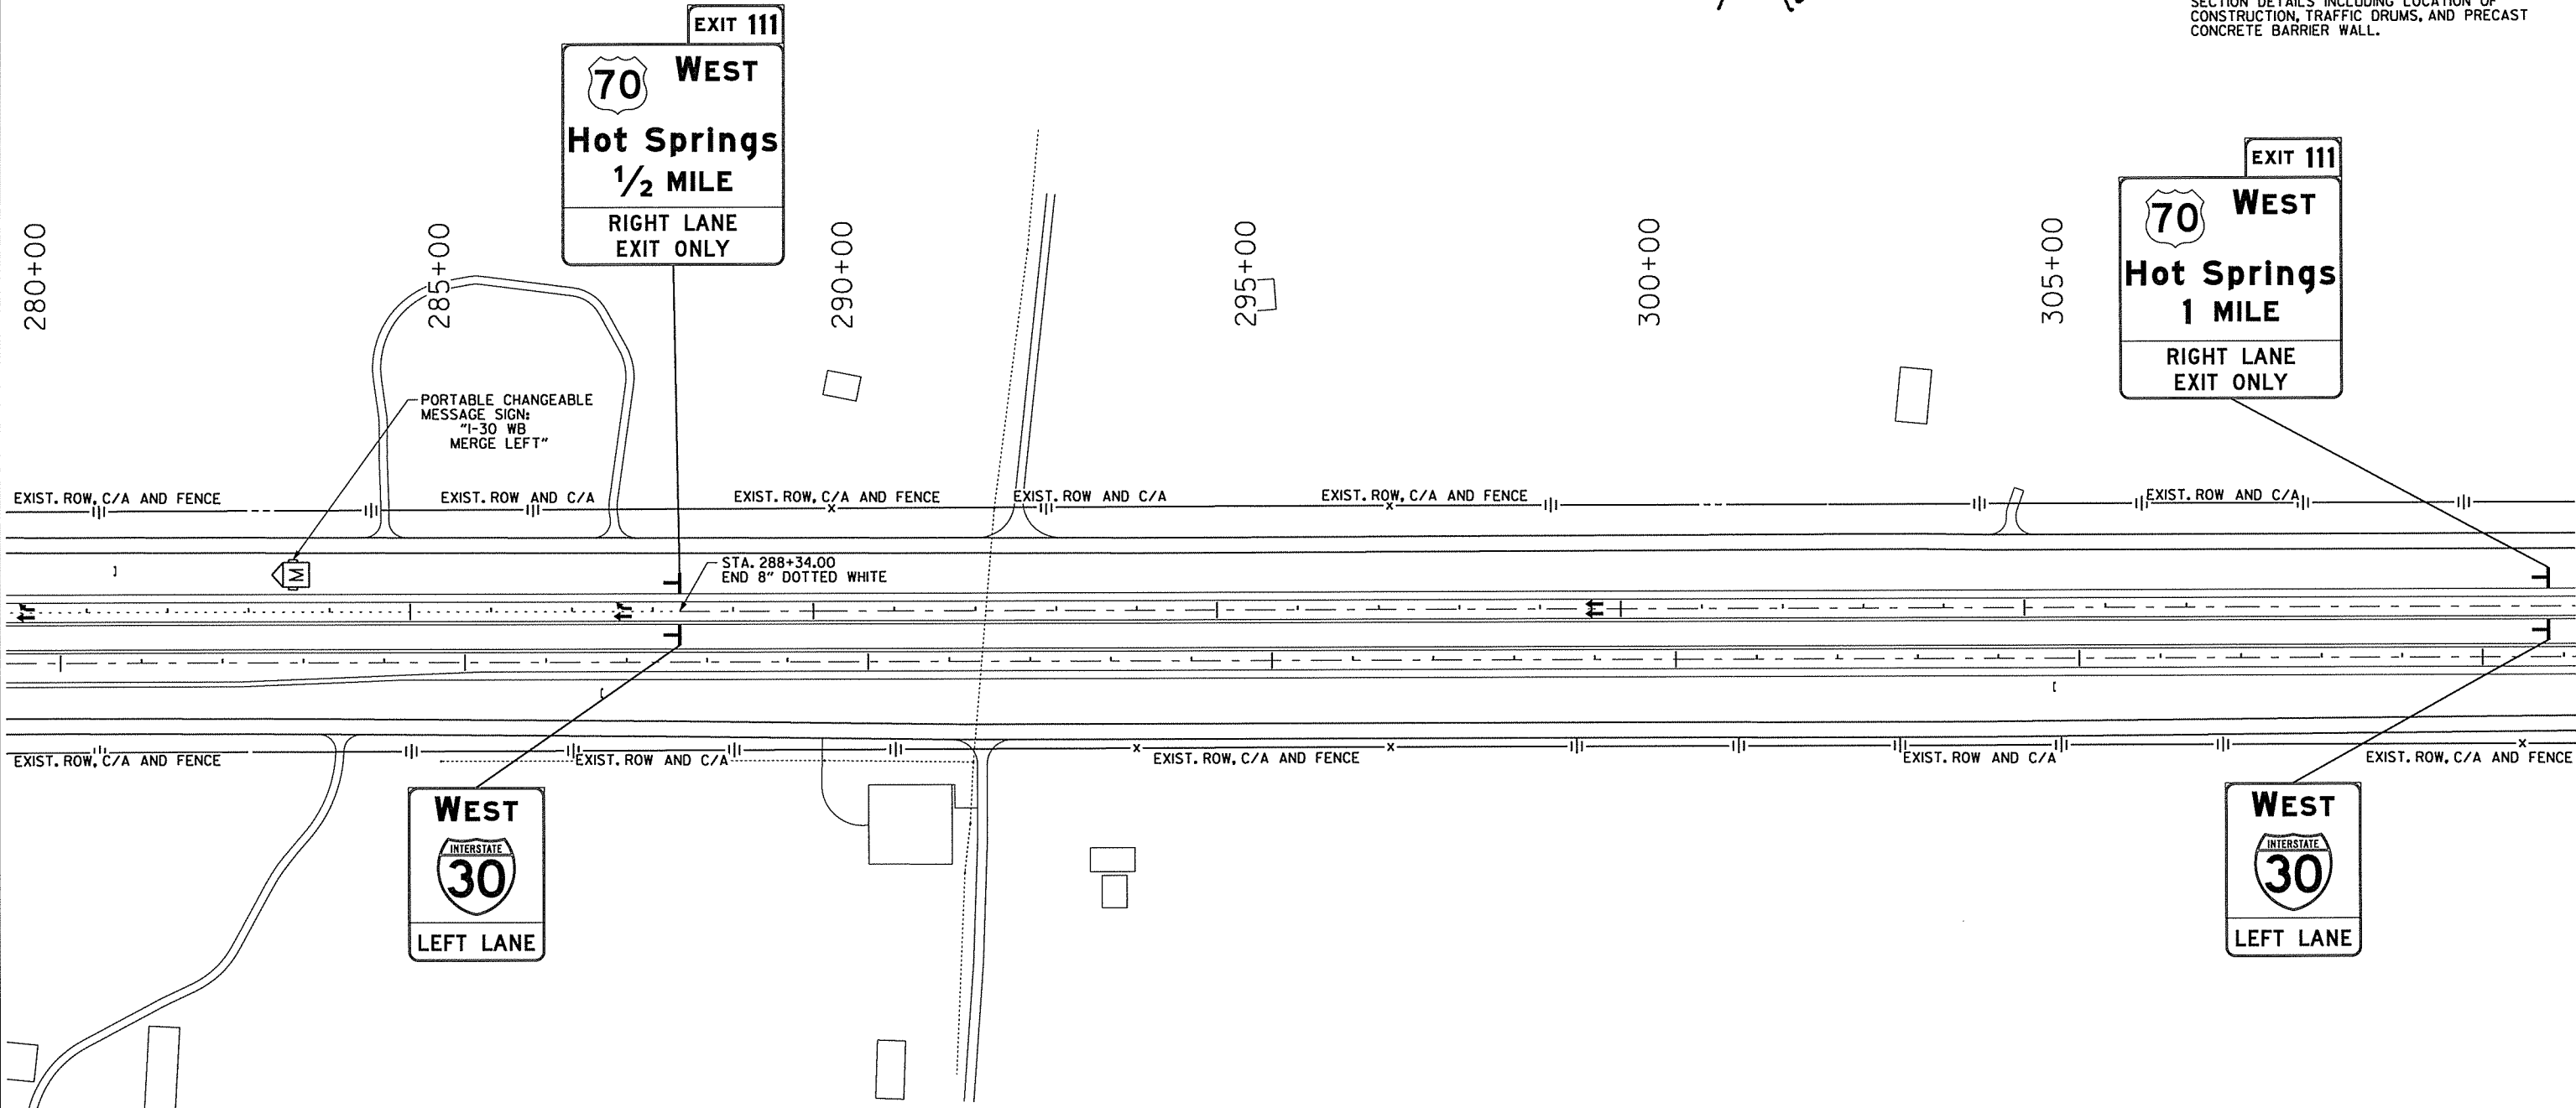 SECTION DETAILS INCLUDING LOCATION OF
CONSTRUCTION, TRAFFIC DRUMS, AND PRECAST
CONCRETE BARRIER WALL.
EXIT 111
70 WEST
Hot Springs
1/2 MILE
RIGHT LANE
EXIT ONLY
EXIT 111
70 WEST
Hot Springs
1 MILE
RIGHT LANE
EXIT ONLY
280+00
285+00
290+00
295+00
300+00
305+00
PORTABLE CHANGEABLE
MESSAGE SIGN:
"I-30 WB
MERGE LEFT"
EXIST. ROW, C/A AND FENCE
EXIST. ROW AND C/A
EXIST. ROW, C/A AND FENCE
EXIST. ROW AND C/A
EXIST. ROW, C/A AND FENCE
EXIST. ROW AND C/A
M
STA. 288+34.00
END 8" DOTTED WHITE
EXIST. ROW, C/A AND FENCE
EXIST. ROW AND C/A
EXIST. ROW, C/A AND FENCE
EXIST. ROW AND C/A
EXIST. ROW, C/A AND FENCE
WEST
INTERSTATE
30
LEFT LANE
WEST
INTERSTATE
30
LEFT LANE